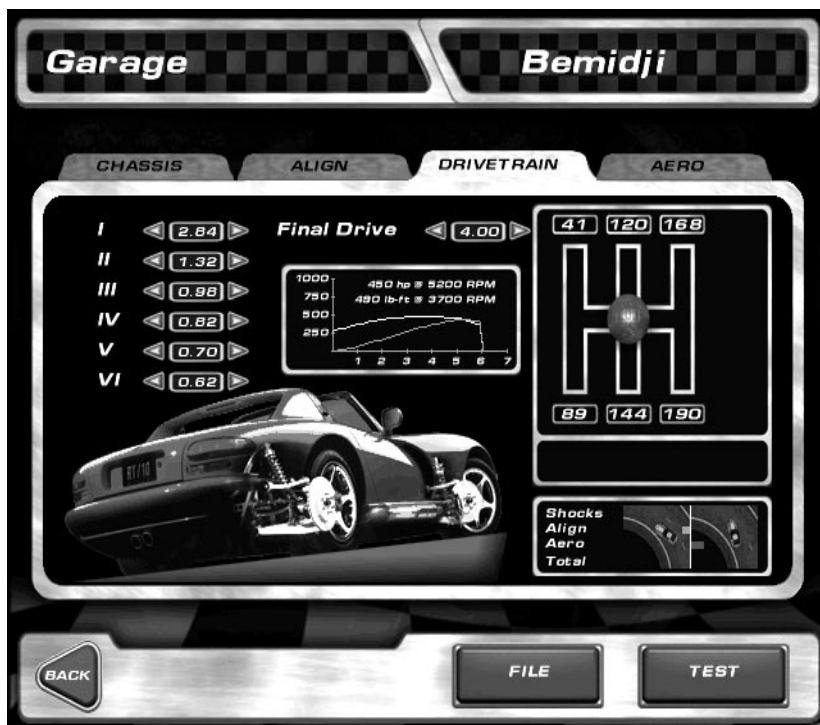 Garage
Bemidji
CHASSIS
ALIGN
DRIVETRAIN
AERO
I 2.84
II 1.32
III 0.98
IV 0.82
V 0.70
VI 0.62
Final Drive 4.00
1000
750
500
250
450 hp @ 5200 RPM
490 lb-ft @ 3700 RPM
1 2 3 4 5 6 7
41 120 168
89 144 190
RT/10
Shocks
Align
Aero
Total
BACK
FILE
TEST